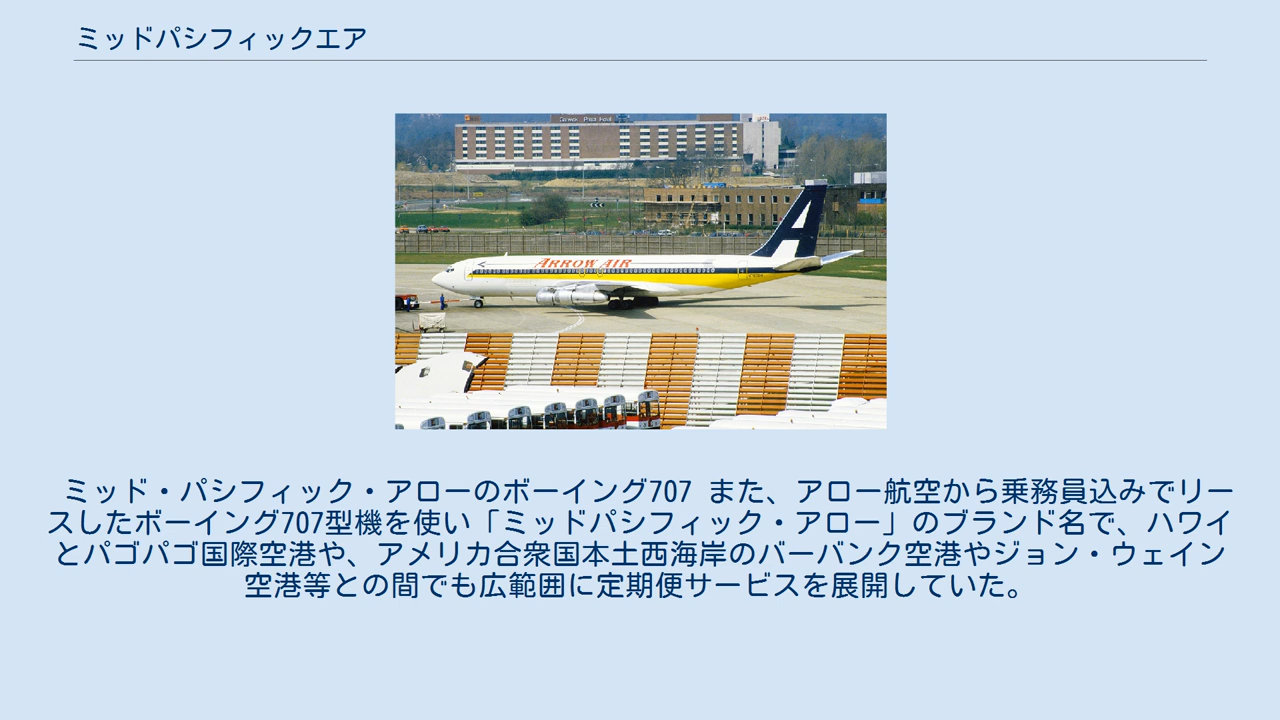 ミッドパシフィックエア
ARROW AIR
A
ミッド・パシフィック・アローのボーイング707 また、アロー航空から乗務員込みでリー
スしたボーイング707型機を使い「ミッドパシフィック・アロー」のブランド名で、ハワイ
とパゴパゴ国際空港や、アメリカ合衆国本土西海岸のバーバンク空港やジョン・ウェイン
空港等との間でも広範囲に定期便サービスを展開していた。